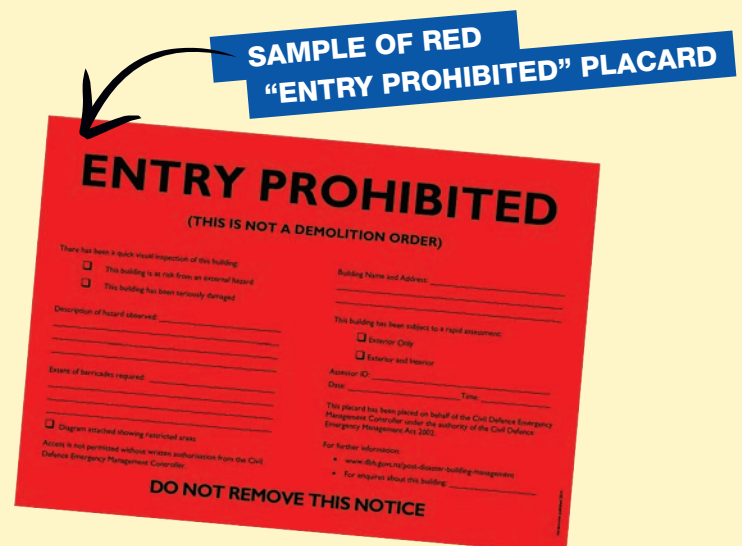 SAMPLE OF RED
“ENTRY PROHIBITED” PLACARD
ENTRY PROHIBITED
(THIS IS NOT A DEMOLITION ORDER)
There has been a quick visual inspection of this building:
❑ This building is at risk from an external hazard
❑ This building has been seriously damaged
Description of hazard observed:
Extent of barricades required:
❑ Diagram attached showing restricted areas
Access is not permitted without written authorisation from the Civil
Defence Emergency Management Controller.
Building Name and Address:
This building has been subject to a rapid assessment:
❑ Exterior Only
❑ Exterior and Interior
Assessor ID:
Date: Time:
This placard has been placed on behalf of the Civil Defence Emergency
Management Controller under the authority of the Civil Defence
Emergency Management Act 2002.
For further information:
• www.dbh.govt.nz/post-disaster-building-management
• For enquires about this building:
DO NOT REMOVE THIS NOTICE